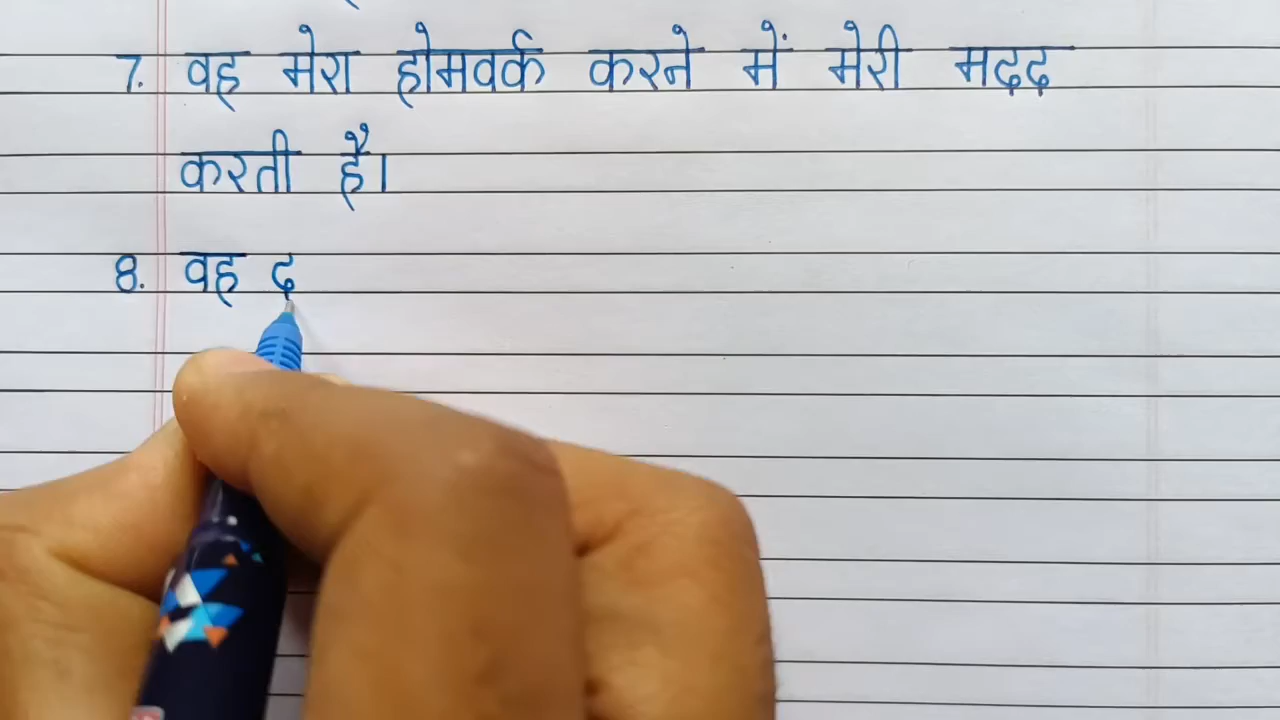 7. वह मेरा होमवर्क करने में मेरी मदद
करती है।
8. वह द